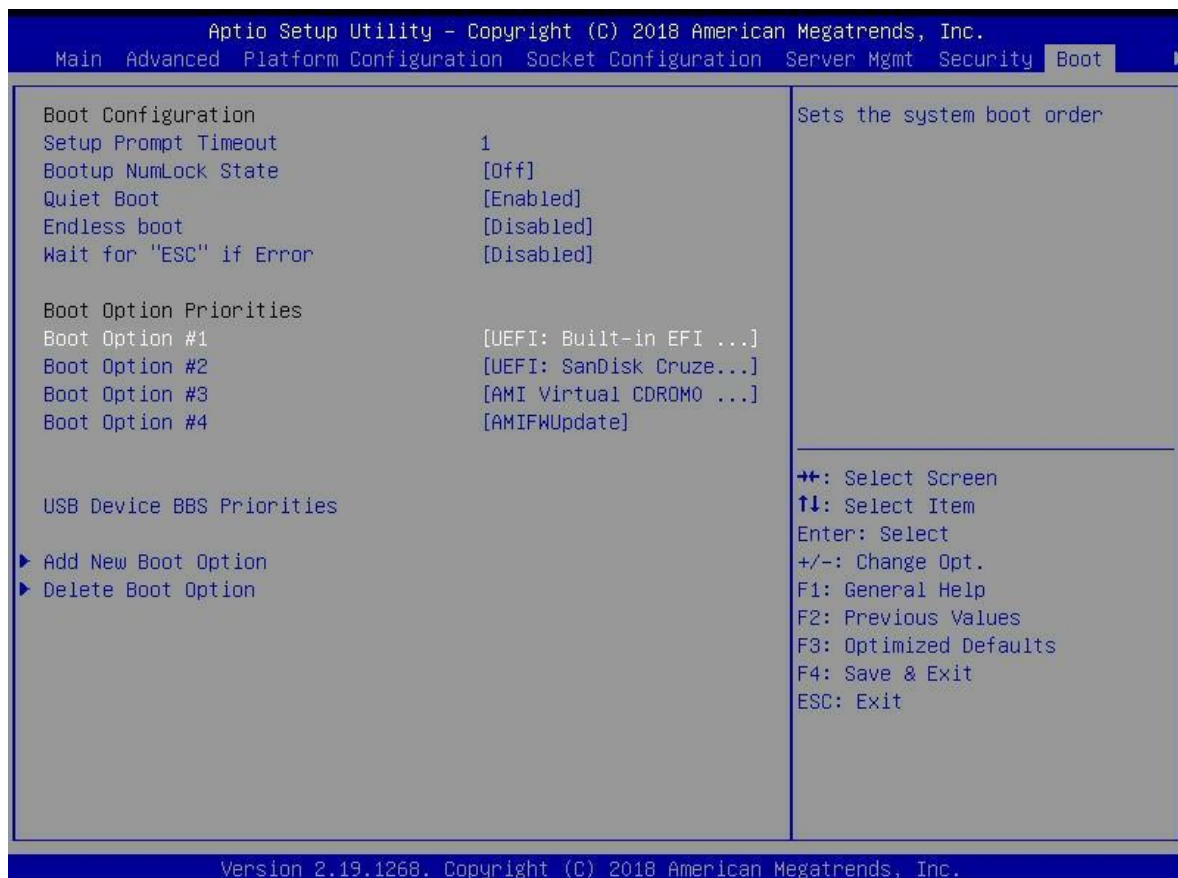 Aptio Setup Utility – Copyright (C) 2018 American Megatrends, Inc.
Main Advanced Platform Configuration Socket Configuration Server Mgmt Security Boot
Boot Configuration
Setup Prompt Timeout 1
Bootup NumLock State [Off]
Quiet Boot [Enabled]
Endless boot [Disabled]
Wait for "ESC" if Error [Disabled]
Boot Option Priorities
Boot Option #1 [UEFI: Built-in EFI ...]
Boot Option #2 [UEFI: SanDisk Cruze...]
Boot Option #3 [AMI Virtual CDROM0 ...]
Boot Option #4 [AMIFWUpdate]
USB Device BBS Priorities
Add New Boot Option
Delete Boot Option
Sets the system boot order
→←: Select Screen
↑↓: Select Item
Enter: Select
+/-: Change Opt.
F1: General Help
F2: Previous Values
F3: Optimized Defaults
F4: Save & Exit
ESC: Exit
Version 2.19.1268. Copyright (C) 2018 American Megatrends, Inc.